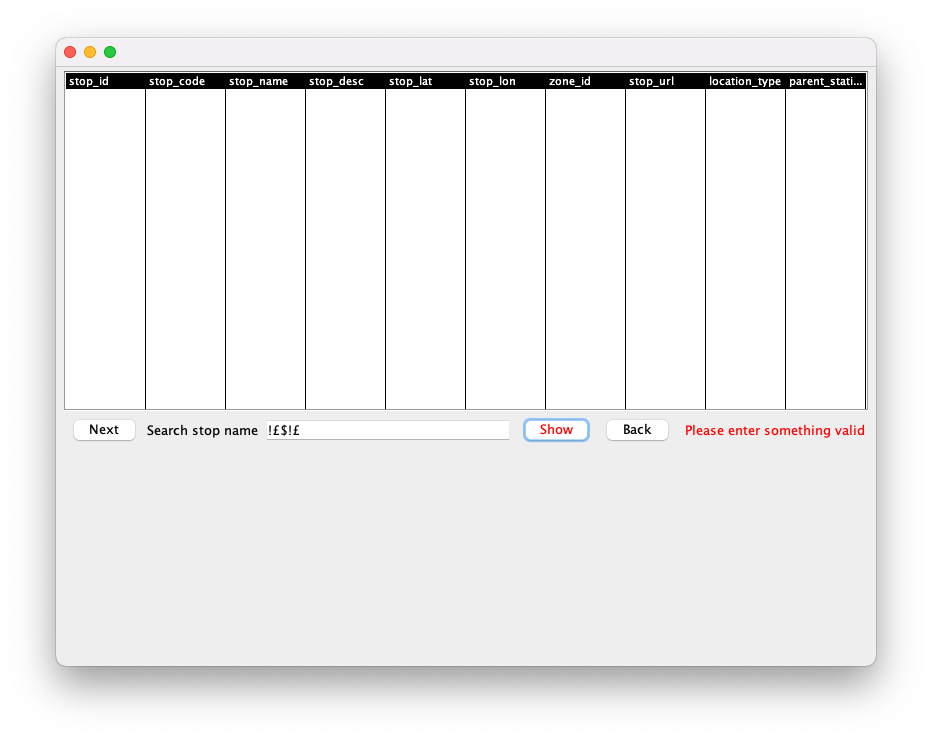 stop_id stop_code stop_name stop_desc stop_lat stop_lon zone_id stop_url location_type parent_stati...
Next Search stop name !£$!£ Show Back Please enter something valid